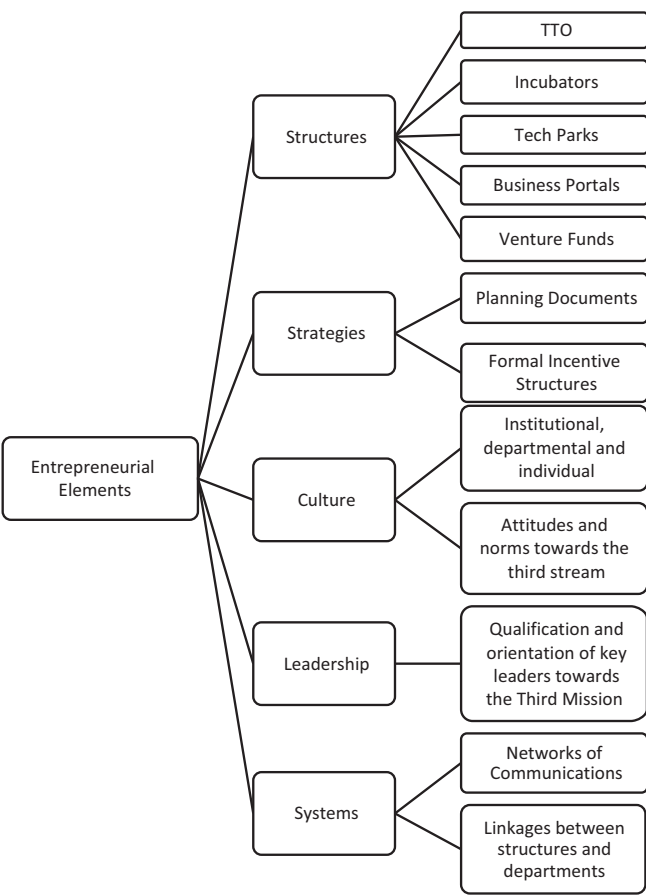 Entrepreneurial
Elements
Structures
TTO
Incubators
Tech Parks
Business Portals
Venture Funds
Strategies
Planning Documents
Formal Incentive
Structures
Culture
Institutional,
departmental and
individual
Attitudes and
norms towards the
third stream
Leadership
Qualification and
orientation of key
leaders towards
the Third Mission
Systems
Networks of
Communications
Linkages between
structures and
departments